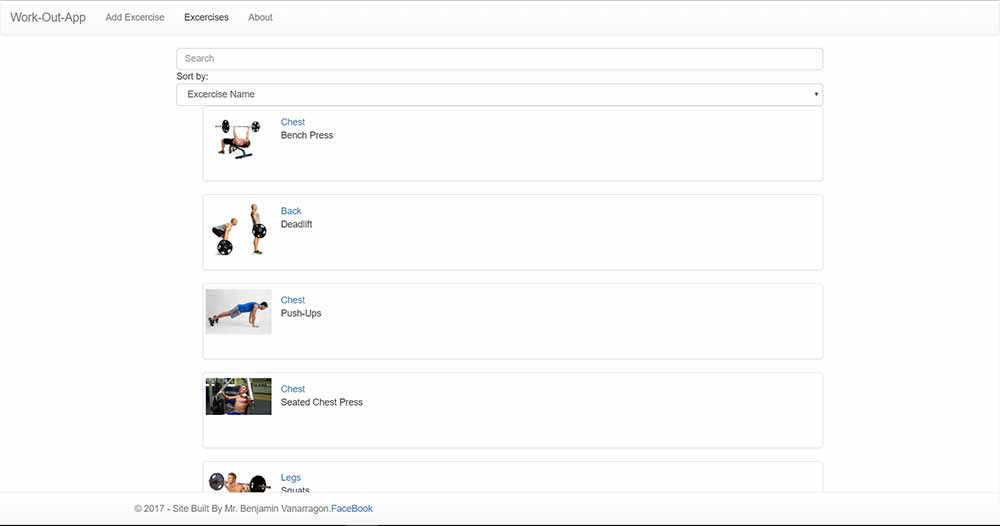 Work-Out-App Add Excercise Excercises About
Search
Sort by:
Excercise Name
Chest
Bench Press
Back
Deadlift
Chest
Push-Ups
Chest
Seated Chest Press
Legs
Squats
© 2017 - Site Built By Mr. Benjamin Vanarragon.FaceBook